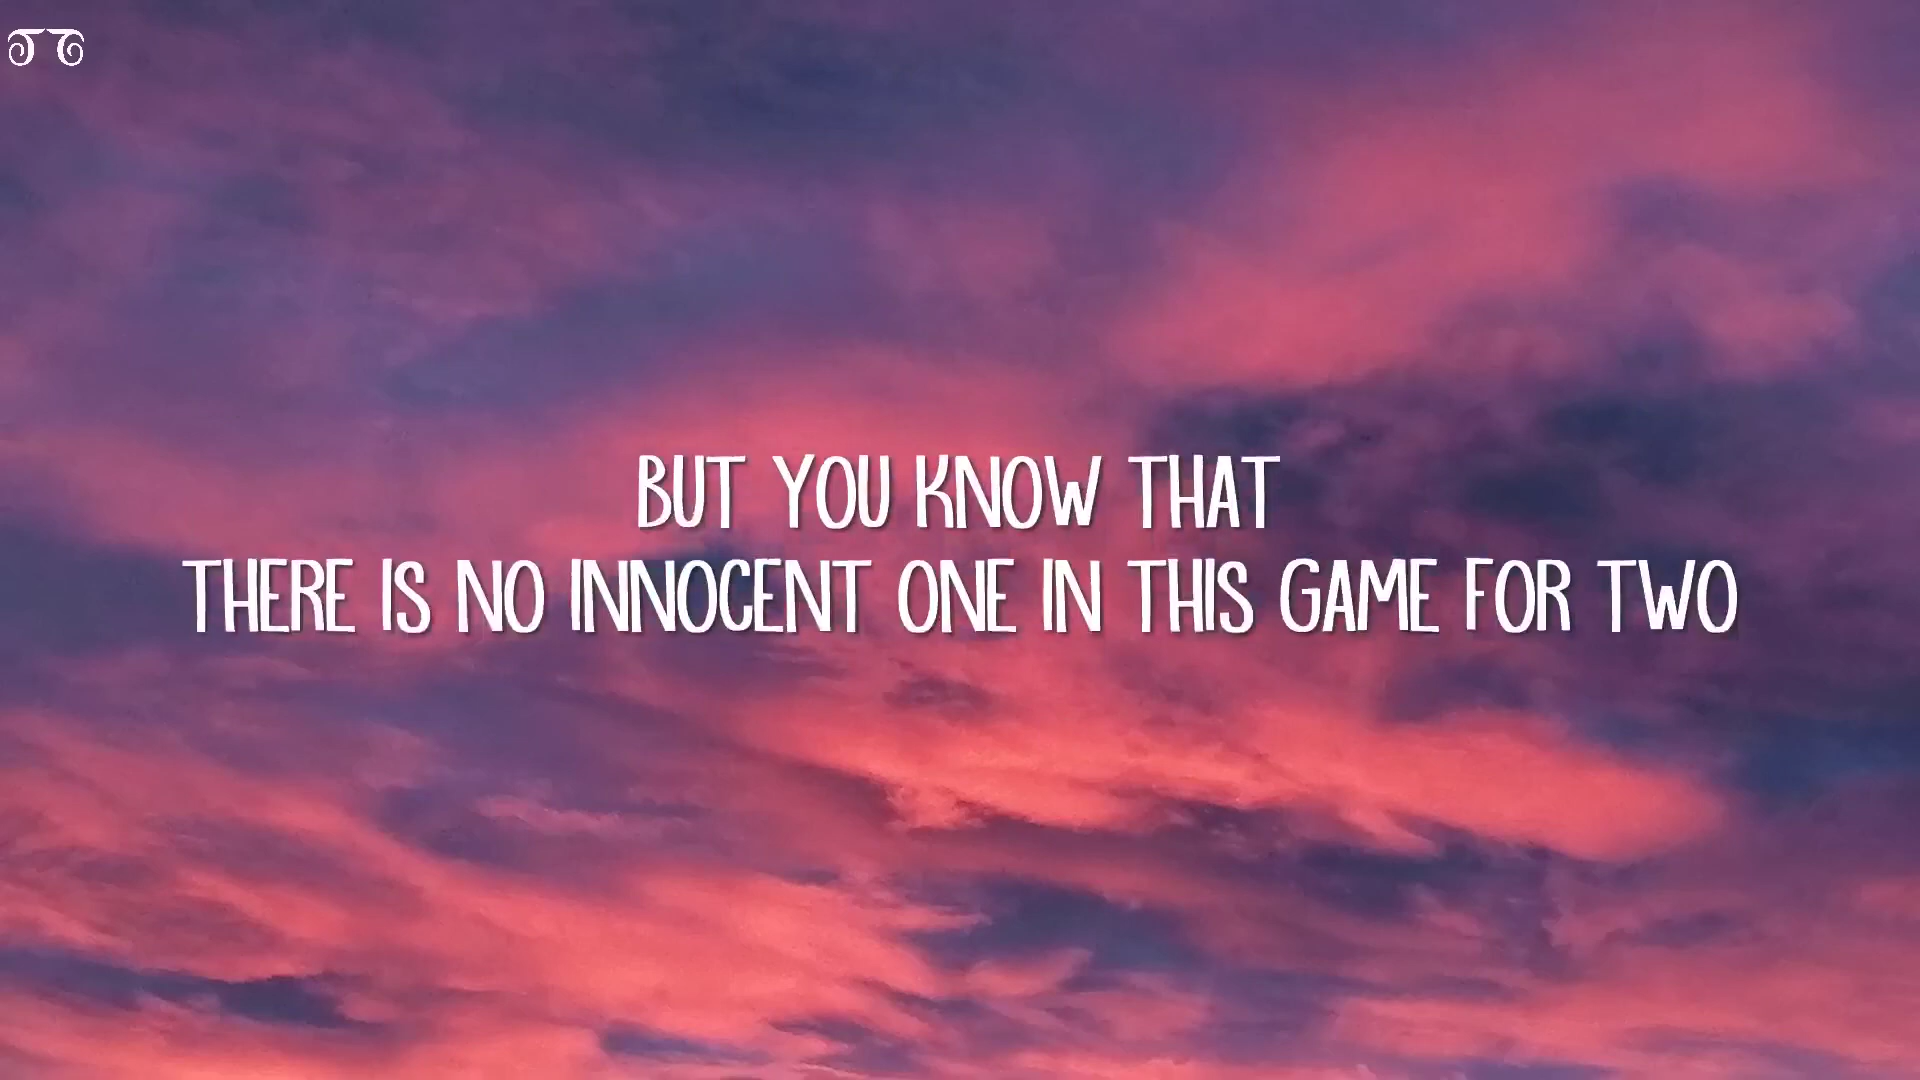 BUT YOU KNOW THAT
THERE IS NO INNOCENT ONE IN THIS GAME FOR TWO